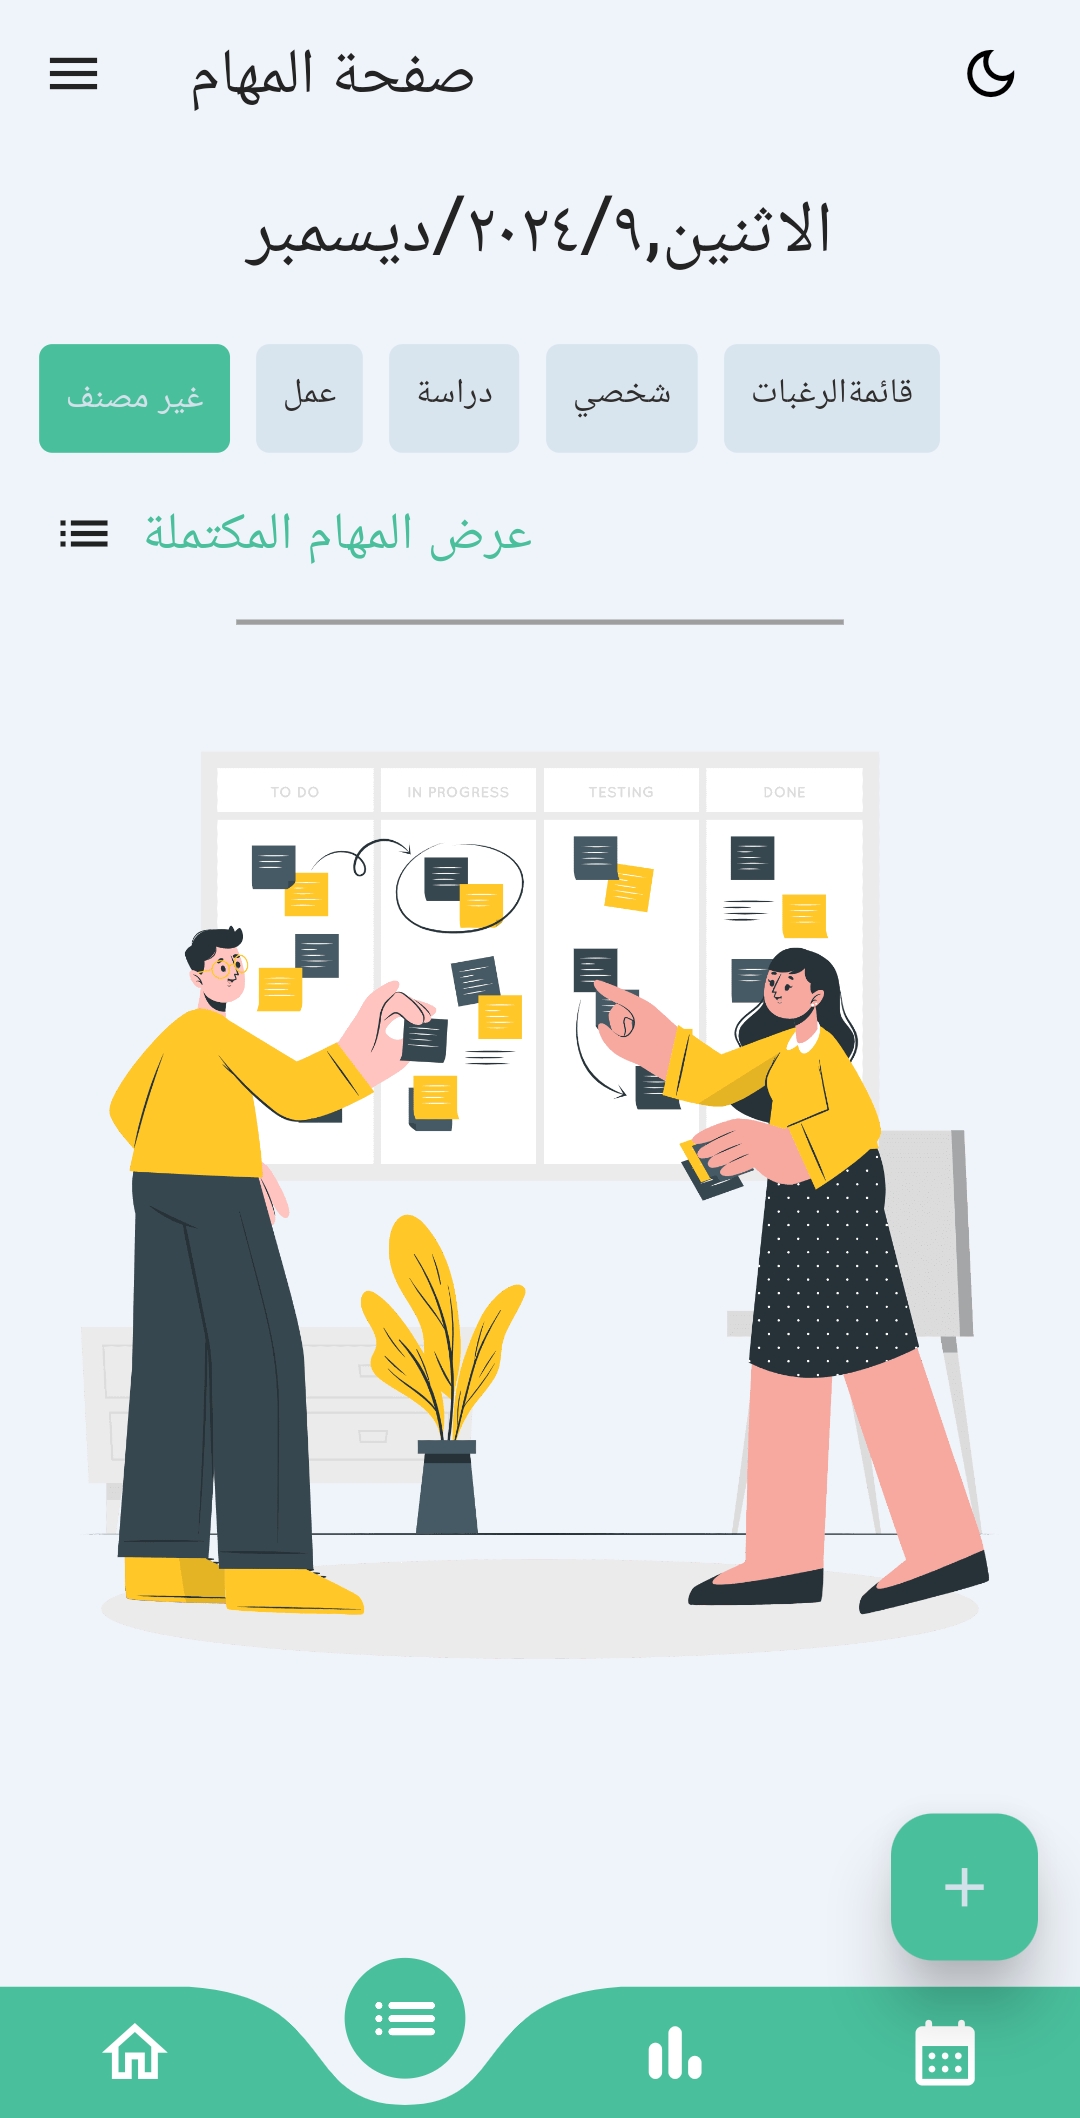 صفحة المهام
الاثنين,٢٠٢٤/٩/ديسمبر
غير مصنف
عمل
دراسة
شخصي
قائمةالرغبات
عرض المهام المكتملة
TO DO
IN PROGRESS
TESTING
DONE